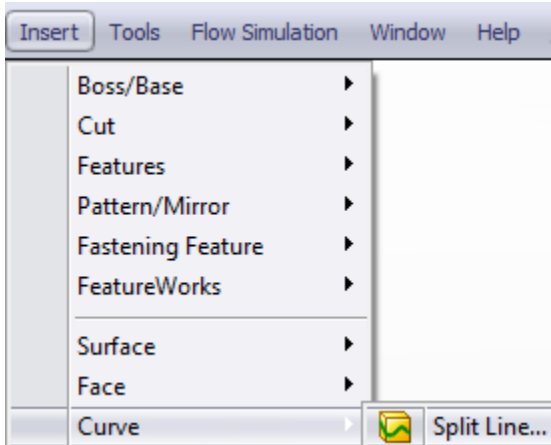 Insert Tools Flow Simulation Window Help
Boss/Base
Cut
Features
Pattern/Mirror
Fastening Feature
FeatureWorks
Surface
Face
Curve Split Line...